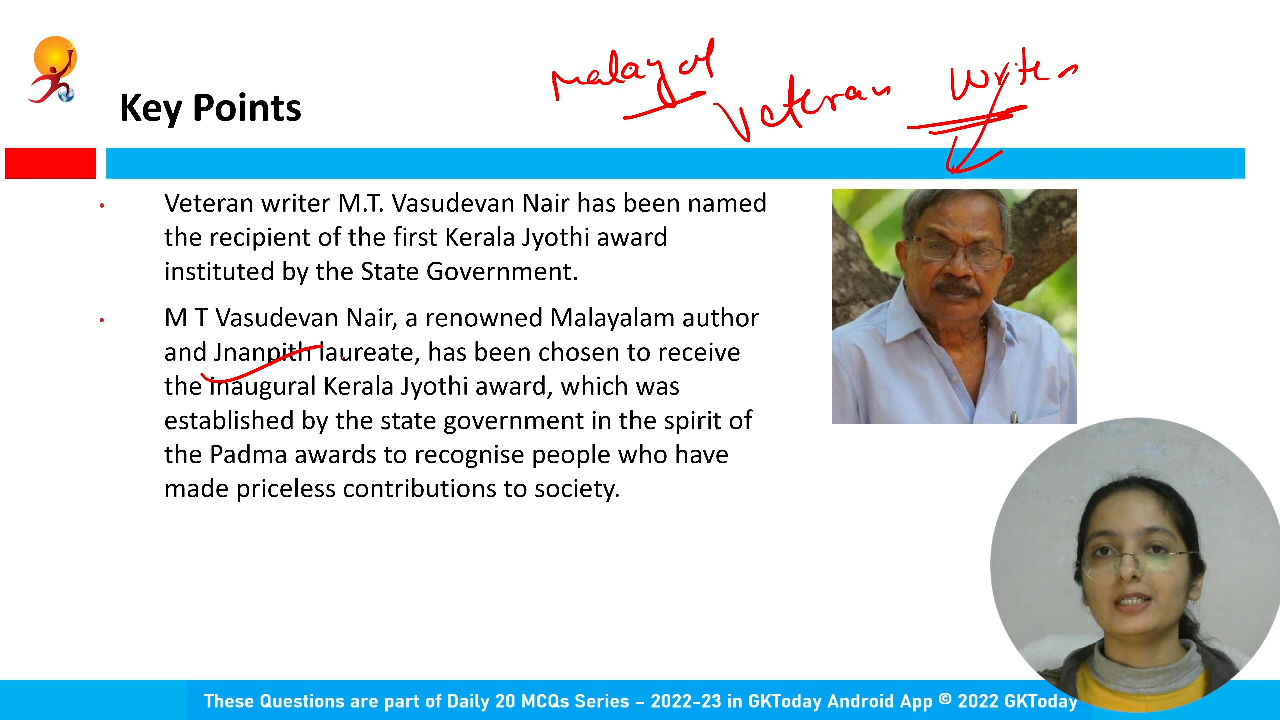 Malayal
Veteran Writer
Key Points
• Veteran writer M.T. Vasudevan Nair has been named
the recipient of the first Kerala Jyothi award
instituted by the State Government.
• M T Vasudevan Nair, a renowned Malayalam author
and Jnanpith laureate, has been chosen to receive
the inaugural Kerala Jyothi award, which was
established by the state government in the spirit of
the Padma awards to recognise people who have
made priceless contributions to society.
These Questions are part of Daily 20 MCQs Series – 2022-23 in GKToday Android App © 2022 GKToday